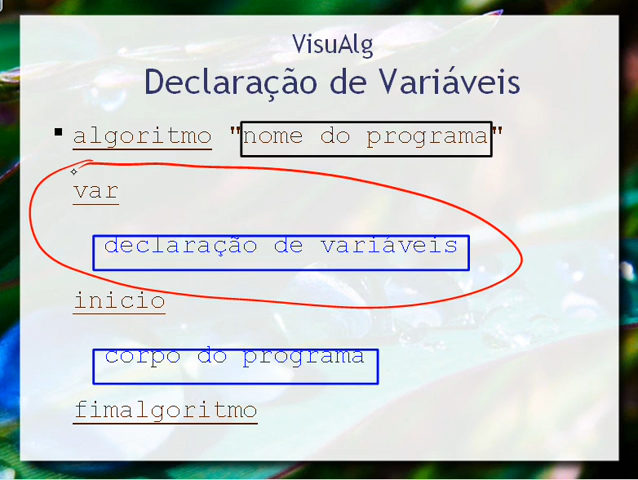 VisuAlg
Declaração de Variáveis
algoritmo "nome do programa"
var
declaração de variáveis
inicio
corpo do programa
fimalgoritmo